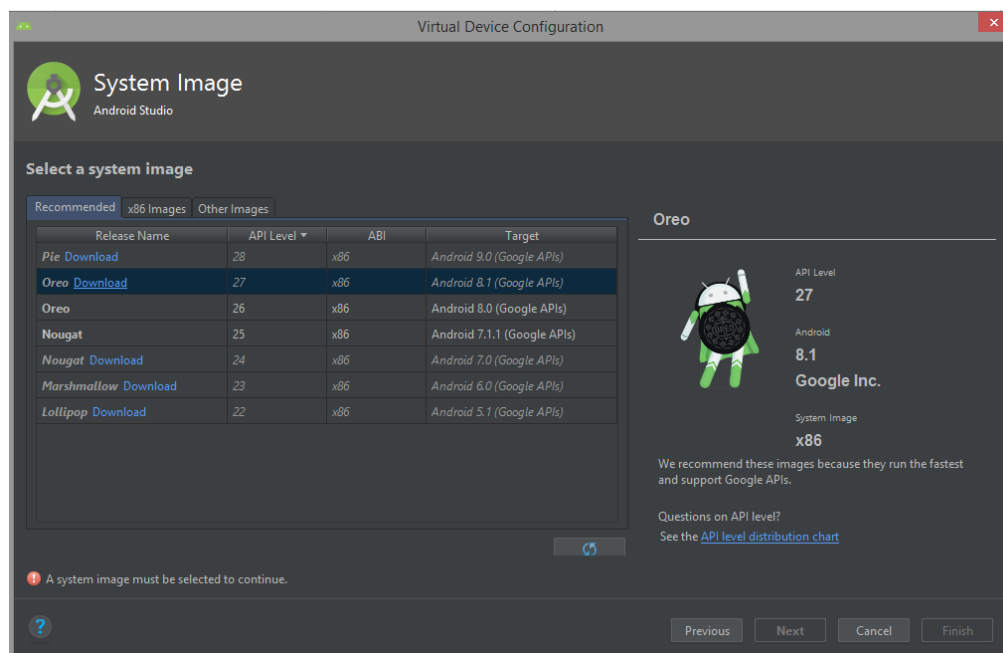 Virtual Device Configuration
System Image
Android Studio
Select a system image
Recommended x86 Images Other Images
Release Name API Level ABI Target
Pie Download 28 x86 Android 9.0 (Google APIs)
Oreo Download 27 x86 Android 8.1 (Google APIs)
Oreo 26 x86 Android 8.0 (Google APIs)
Nougat 25 x86 Android 7.1.1 (Google APIs)
Nougat Download 24 x86 Android 7.0 (Google APIs)
Marshmallow Download 23 x86 Android 6.0 (Google APIs)
Lollipop Download 22 x86 Android 5.1 (Google APIs)
Oreo
API Level
27
Android
8.1
Google Inc.
System Image
x86
We recommend these images because they run the fastest
and support Google APIs.
Questions on API level?
See the API level distribution chart
A system image must be selected to continue.
? Previous Next Cancel Finish